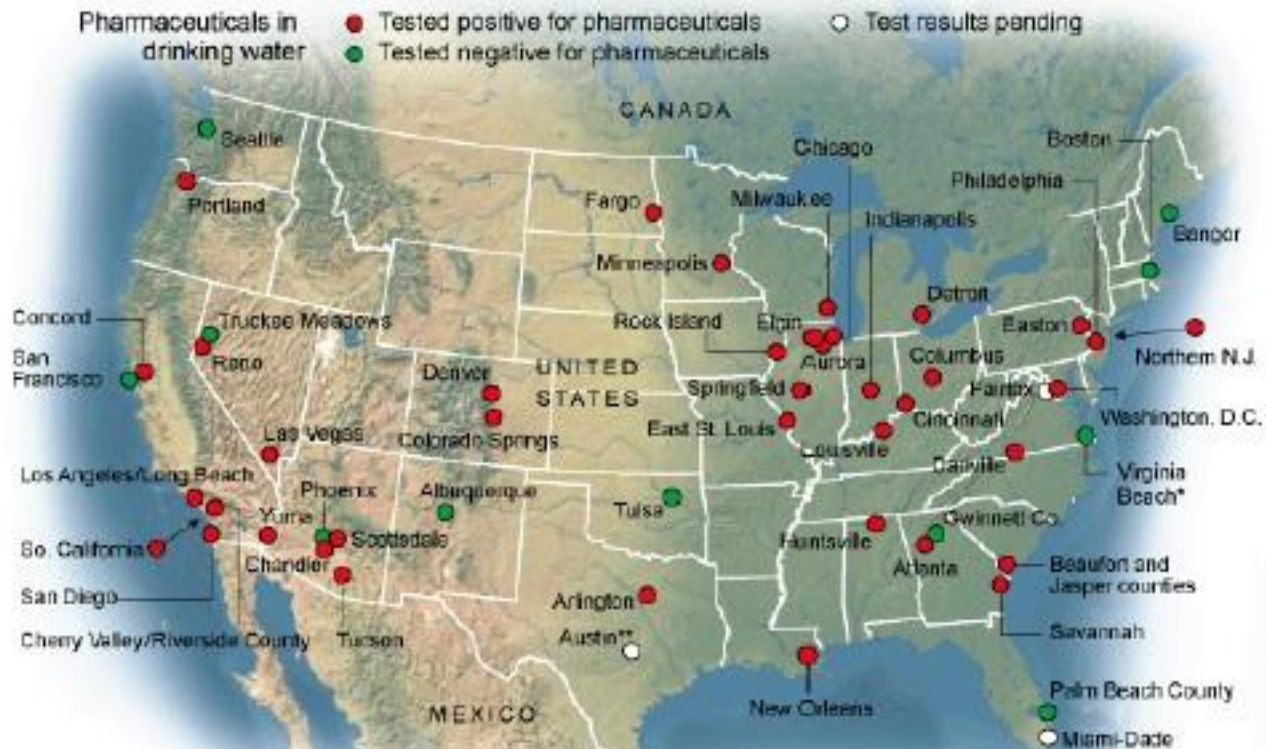 Pharmaceuticals in
drinking water
Tested positive for pharmaceuticals
Tested negative for pharmaceuticals
Test results pending
CANADA
Seattle
Portland
Fargo
Minneapolis
Chicago
Milwaukee
Indianapolis
Boston
Philadelphia
Bangor
Detroit
Easton
Northern N.J.
Concord
San
Francisco
Truckee Meadows
Reno
Rock Island
Elgin
Aurora
Columbus
Denver
UNITED
STATES
Springfield
Fairfax
Washington, D.C.
Colorado Springs
East St. Louis
Cincinnati
Louisville
Danville
Virginia
Beach*
Las Vegas
Los Angeles/Long Beach
Phoenix
Albuquerque
Yuma
Tulsa
Gwinnett Co.
So. California
Scottsdale
Chandler
Huntsville
Atlanta
Beaufort and
Jasper counties
San Diego
Arlington
Cherry Valley/Riverside County
Tucson
Austin**
Savannah
New Orleans
MEXICO
Palm Beach County
Miami-Dade